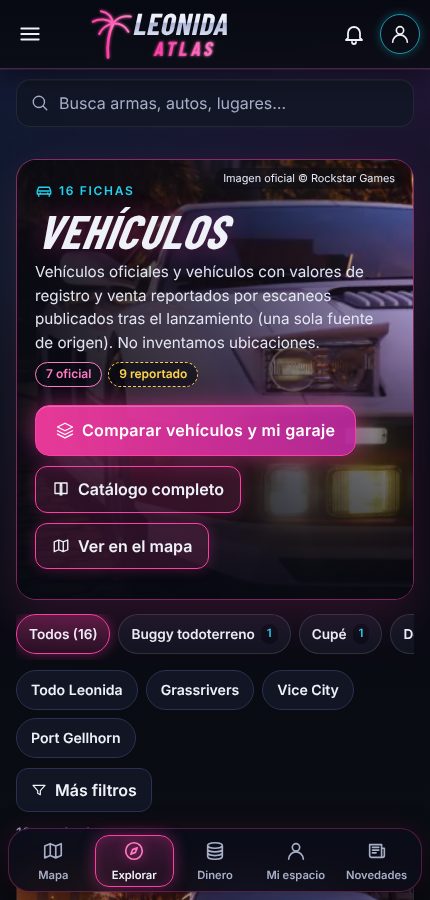 LEONIDA
ATLAS
Busca armas, autos, lugares...
Imagen oficial © Rockstar Games
16 FICHAS
VEHÍCULOS
Vehículos oficiales y vehículos con valores de
registro y venta reportados por escaneos
publicados tras el lanzamiento (una sola fuente
de origen). No inventamos ubicaciones.
7 oficial 9 reportado
Comparar vehículos y mi garaje
Catálogo completo
Ver en el mapa
Todos (16) Buggy todoterreno 1 Cupé 1
Todo Leonida Grassrivers Vice City
Port Gellhorn
Más filtros
Mapa Explorar Dinero Mi espacio Novedades